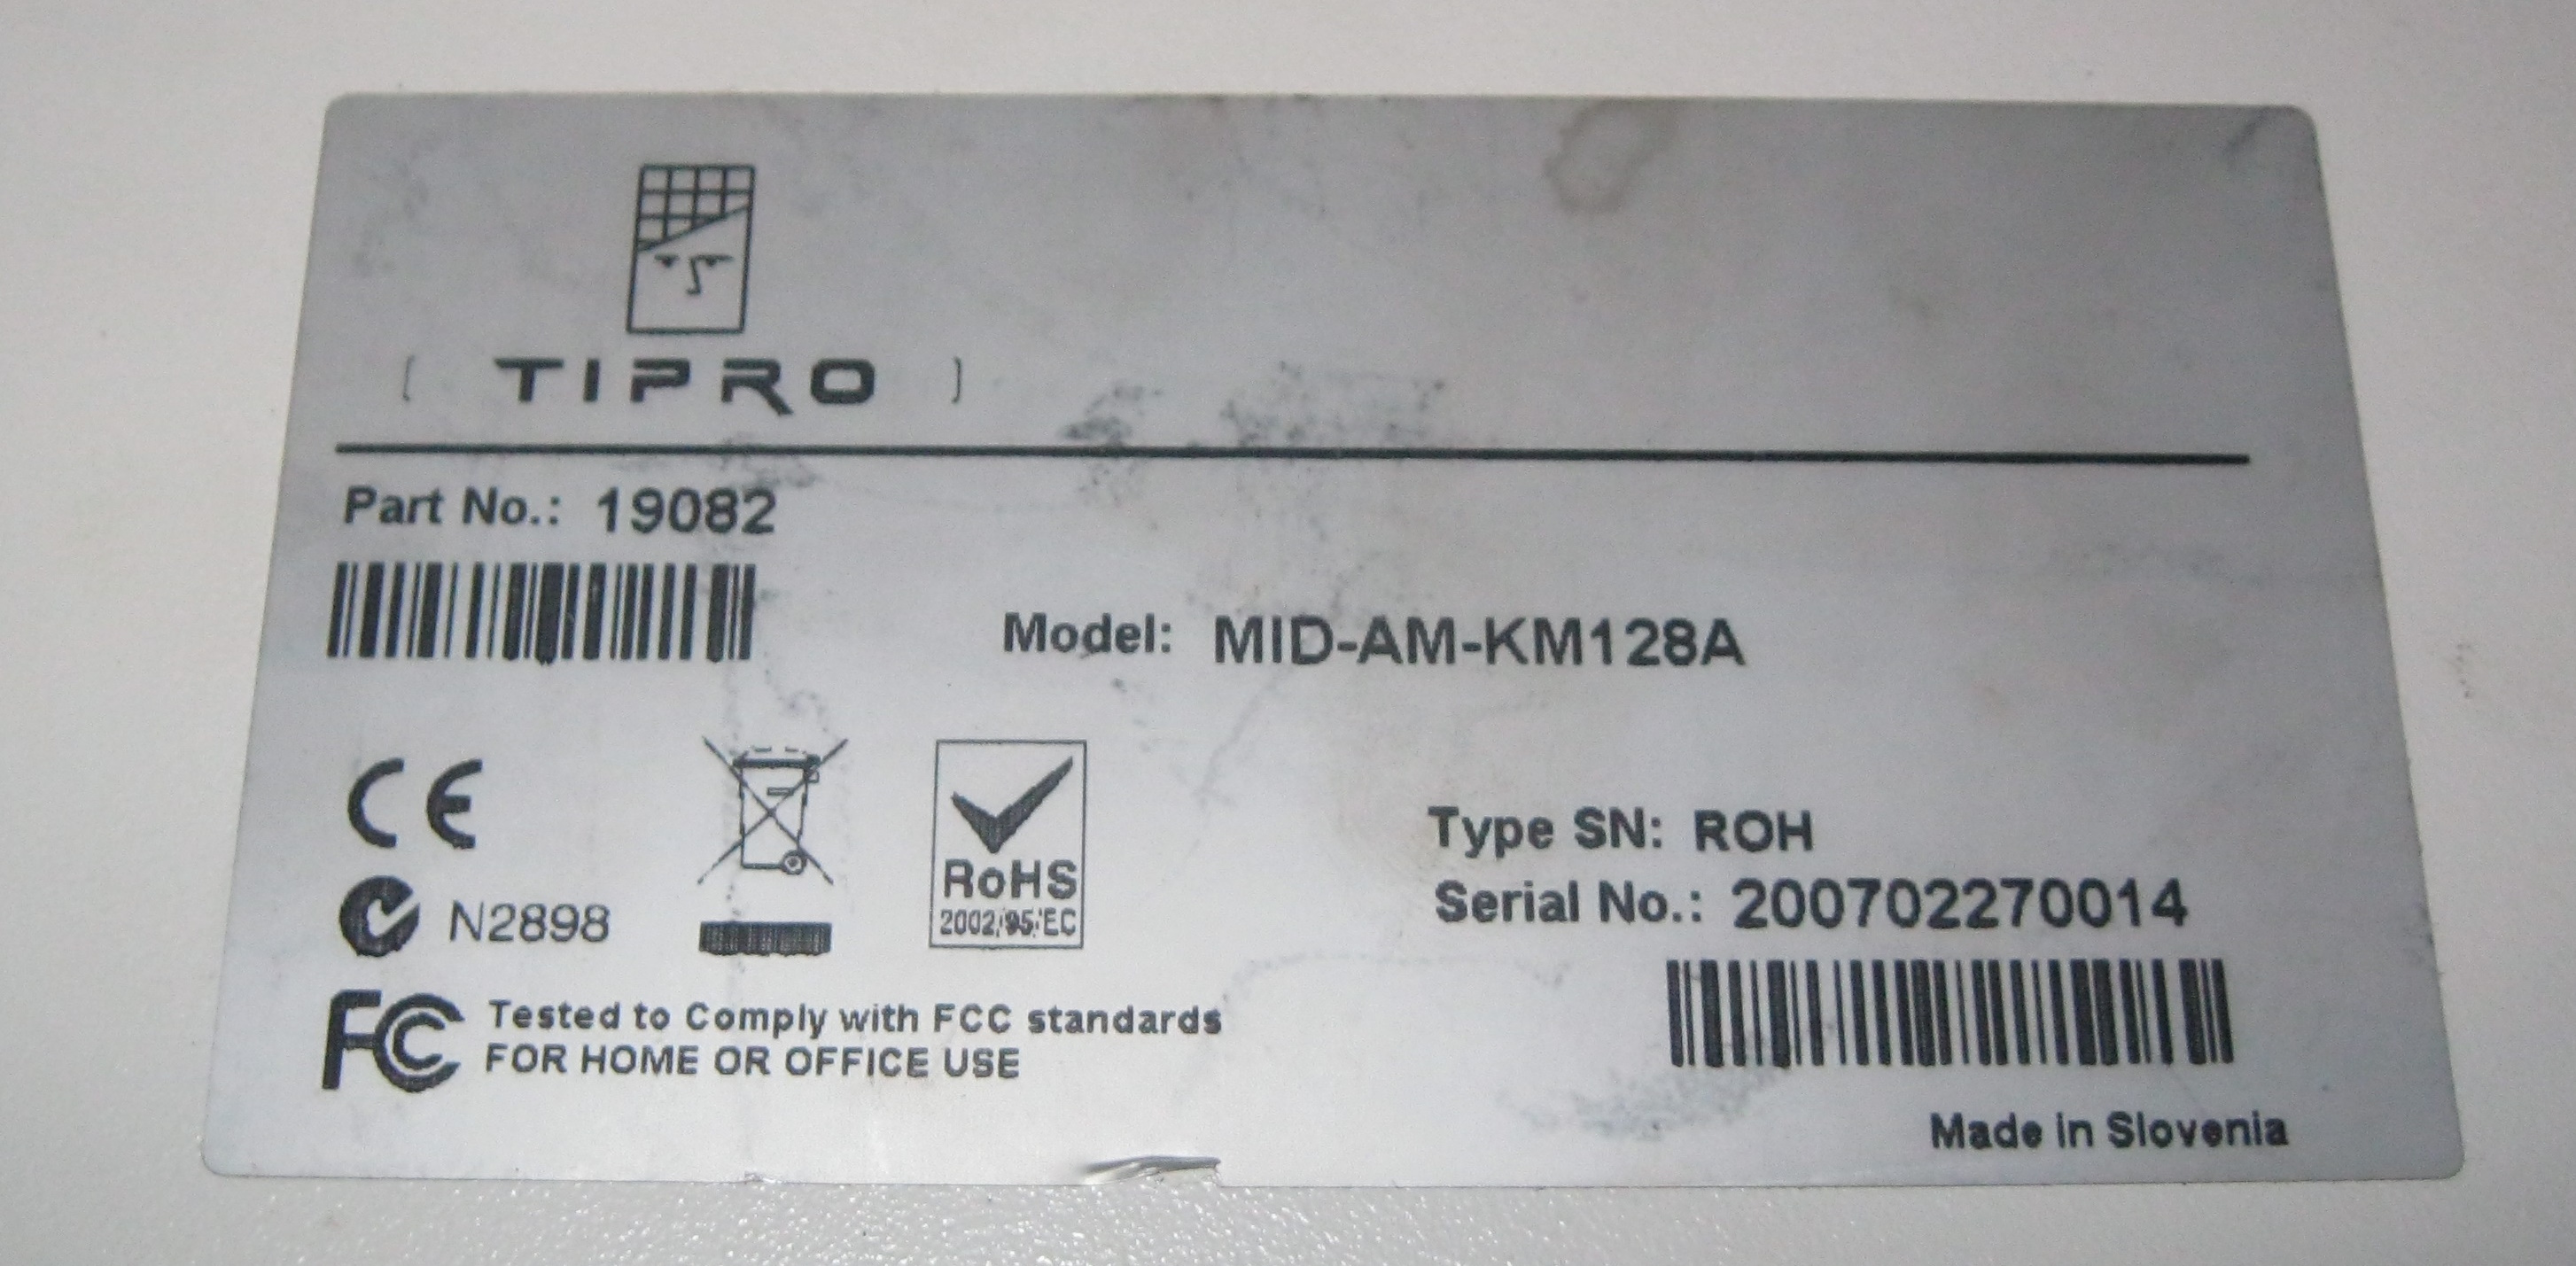 [ TIPRO ]
Part No.: 19082
Model: MID-AM-KM128A
CE
N2898
RoHS
2002/95/EC
Type SN: ROH
Serial No.: 200702270014
FC Tested to Comply with FCC standards
FOR HOME OR OFFICE USE
Made in Slovenia